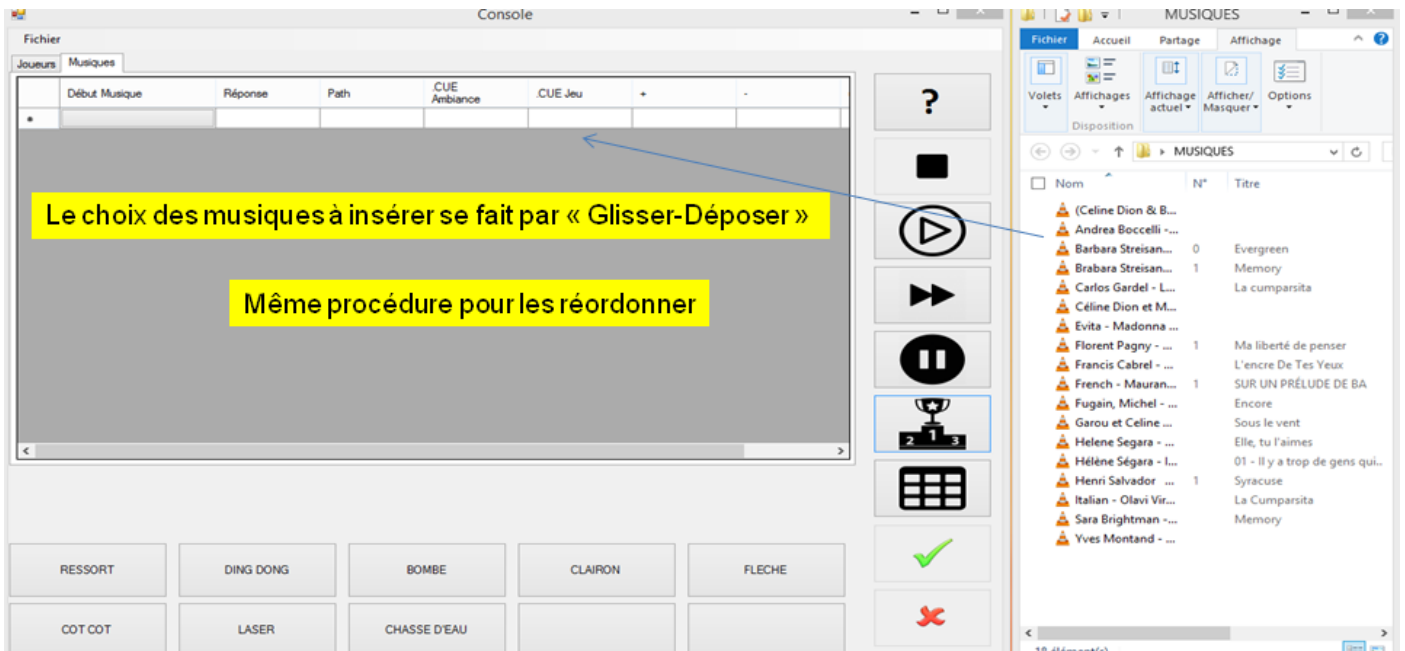 Console
Fichier
Joueurs Musiques
Début Musique Réponse Path .CUE Ambiance .CUE Jeu + -
?
Le choix des musiques à insérer se fait par « Glisser-Déposer »
Même procédure pour les réordonner
2 1 3
RESSORT DING DONG BOMBE CLAIRON FLECHE
COT COT LASER CHASSE D'EAU
MUSIQUES
Fichier Accueil Partage Affichage ?
Volets Affichages Affichage actuel Afficher/ Masquer Options
Disposition
MUSIQUES
Nom N° Titre
(Celine Dion & B...
Andrea Boccelli -...
Barbara Streisan... 0 Evergreen
Brabara Streisan... 1 Memory
Carlos Gardel - L... La cumparsita
Céline Dion et M...
Evita - Madonna ...
Florent Pagny - ... 1 Ma liberté de penser
Francis Cabrel - ... L'encre De Tes Yeux
French - Mauran... 1 SUR UN PRÉLUDE DE BA
Fugain, Michel - ... Encore
Garou et Celine ... Sous le vent
Helene Segara - ... Elle, tu l'aimes
Hélène Ségara - I... 01 - Il y a trop de gens qui..
Henri Salvador ... 1 Syracuse
Italian - Olavi Vir... La Cumparsita
Sara Brightman -... Memory
Yves Montand - ...
18 élément(s)